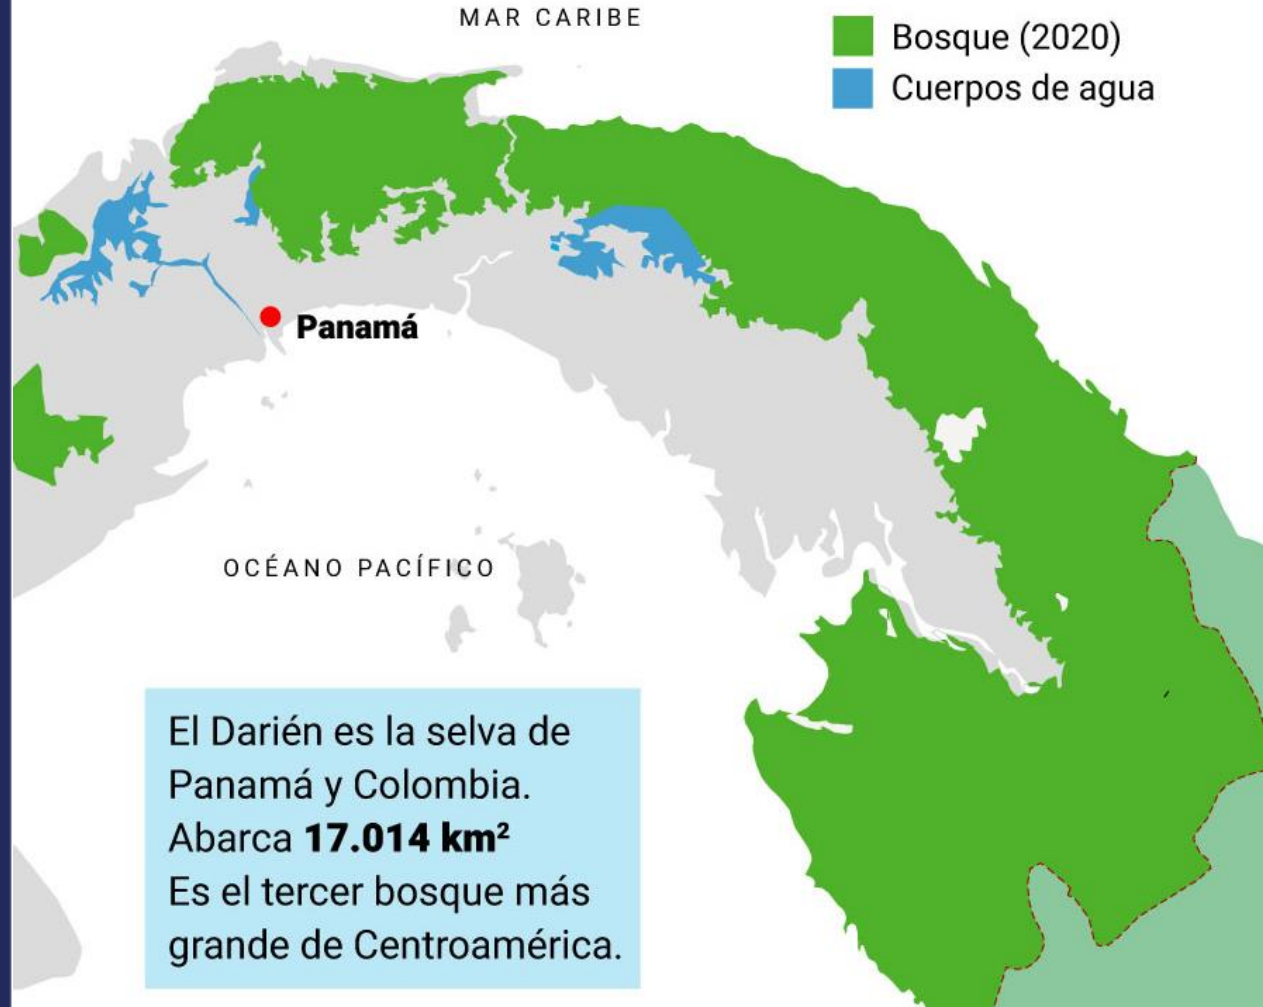 MAR CARIBE
Bosque (2020)
Cuerpos de agua
Panamá
OCÉANO PACÍFICO
El Darién es la selva de
Panamá y Colombia.
Abarca 17.014 km²
Es el tercer bosque más
grande de Centroamérica.